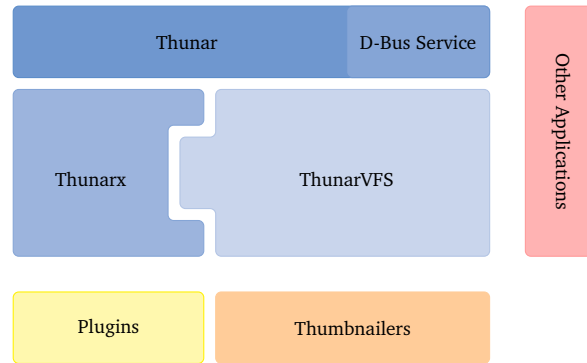 Thunar
D-Bus Service
Other Applications
Thunarx
ThunarVFS
Plugins
Thumbnailers